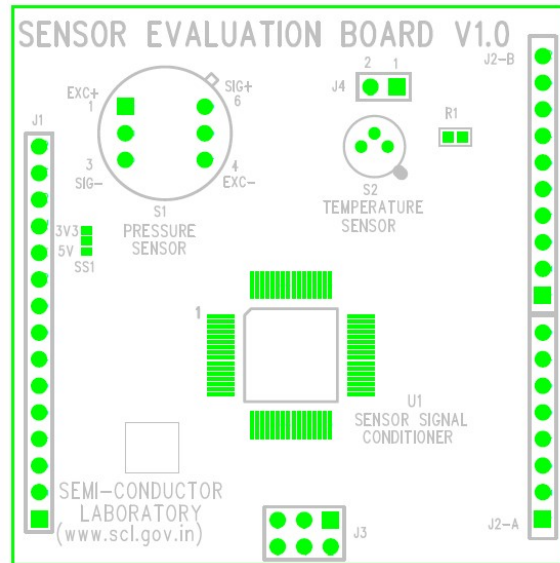 SENSOR EVALUATION BOARD V1.0
J2-B
2 1
J4
EXC+
1
SIG+
6
R1
J1
3
SIG-
4
EXC-
S1
PRESSURE
SENSOR
S2
TEMPERATURE
SENSOR
3V3
5V
SS1
1
U1
SENSOR SIGNAL
CONDITIONER
SEMI-CONDUCTOR
LABORATORY
(www.scl.gov.in)
J3
J2-A